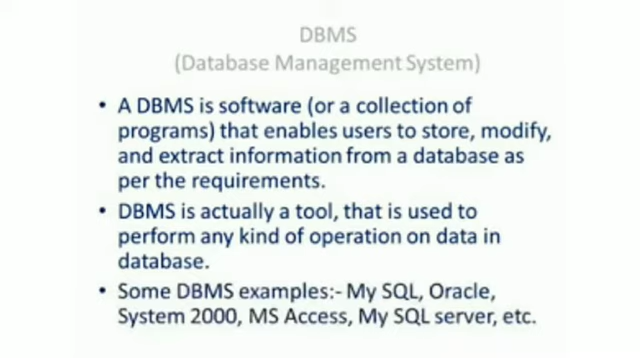 DBMS
(Database Management System)
• A DBMS is software (or a collection of
programs) that enables users to store, modify,
and extract information from a database as
per the requirements.
• DBMS is actually a tool, that is used to
perform any kind of operation on data in
database.
• Some DBMS examples:- My SQL, Oracle,
System 2000, MS Access, My SQL server, etc.